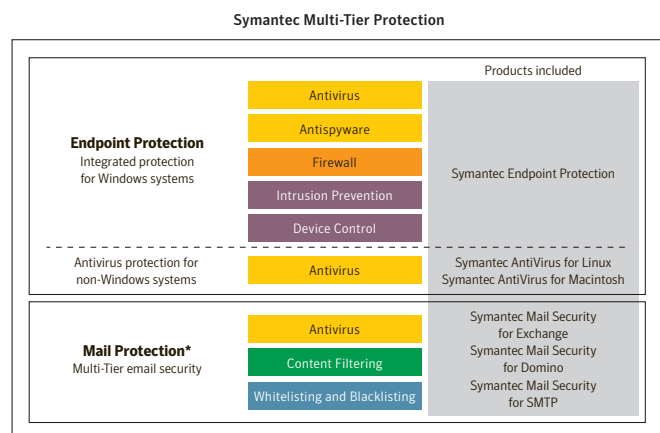 Symantec Multi-Tier Protection
Products included
Antivirus
Antispyware
Endpoint Protection
Integrated protection
for Windows systems
Firewall
Intrusion Prevention
Device Control
Symantec Endpoint Protection
Antivirus protection for
non-Windows systems
Antivirus
Symantec AntiVirus for Linux
Symantec AntiVirus for Macintosh
Mail Protection*
Multi-Tier email security
Antivirus
Content Filtering
Whitelisting and Blacklisting
Symantec Mail Security
for Exchange
Symantec Mail Security
for Domino
Symantec Mail Security
for SMTP